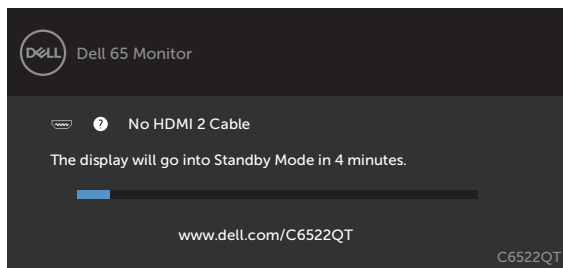 DELL
Dell 65 Monitor
? No HDMI 2 Cable
The display will go into Standby Mode in 4 minutes.
www.dell.com/C6522QT
C6522QT